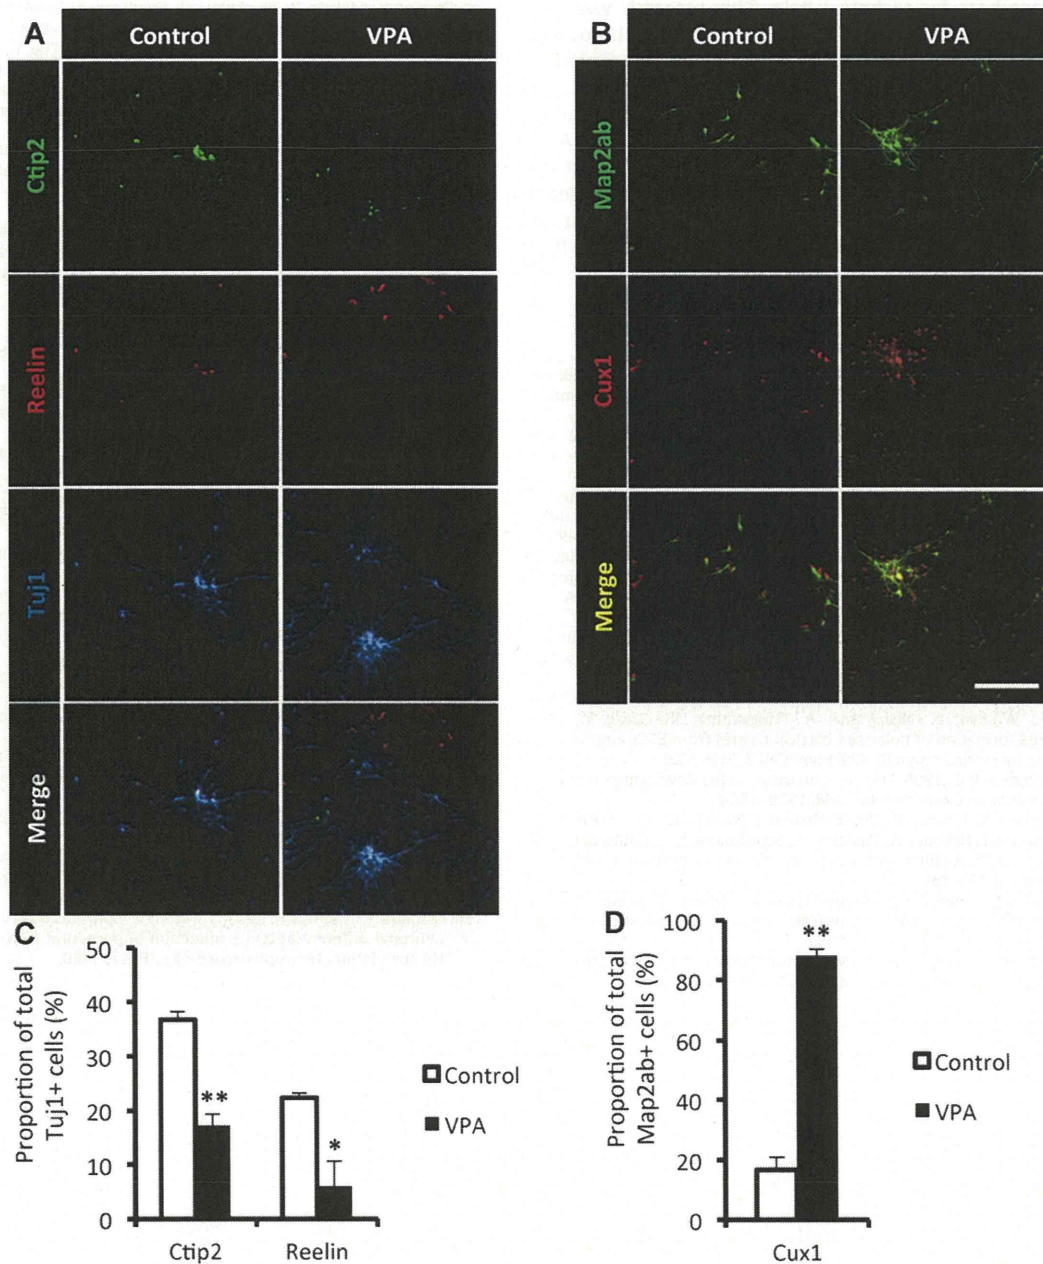 A
Control
VPA
Ctip2
Reelin
Tuj1
Merge
B
Control
VPA
Map2ab
Cux1
Merge
C
Proportion of total
Tuj1+ cells (%)
50
40
30
20
10
0
**
*
Ctip2
Reelin
Control
VPA
D
Proportion of total
Map2ab+ cells (%)
100
80
60
40
20
0
**
Cux1
Control
VPA